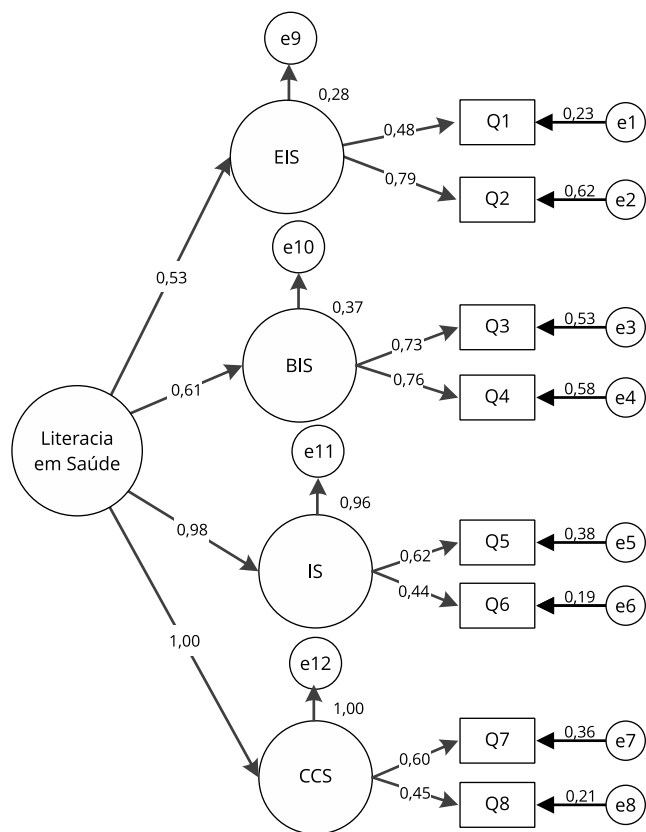 e9
0,28
EIS
0,48
Q1
0,23
e1
0,79
Q2
0,62
e2
0,53
e10
0,37
BIS
0,73
Q3
0,53
e3
0,76
Q4
0,58
e4
0,61
Literacia
em Saúde
e11
0,96
IS
0,62
Q5
0,38
e5
0,44
Q6
0,19
e6
0,98
1,00
e12
1,00
CCS
0,60
Q7
0,36
e7
0,45
Q8
0,21
e8